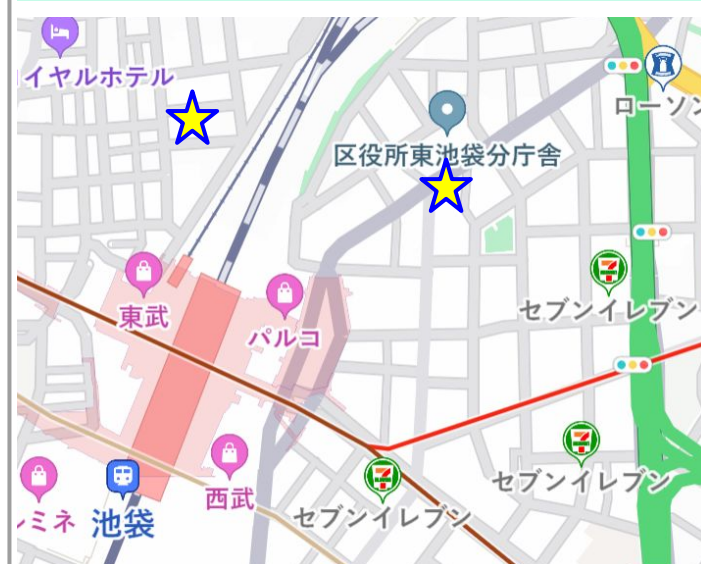 イヤルホテル
ローソン
区役所東池袋分庁舎
東武
パルコ
セブンイレブン
セブンイレブン
西武
ミネ
池袋
セブンイレブン